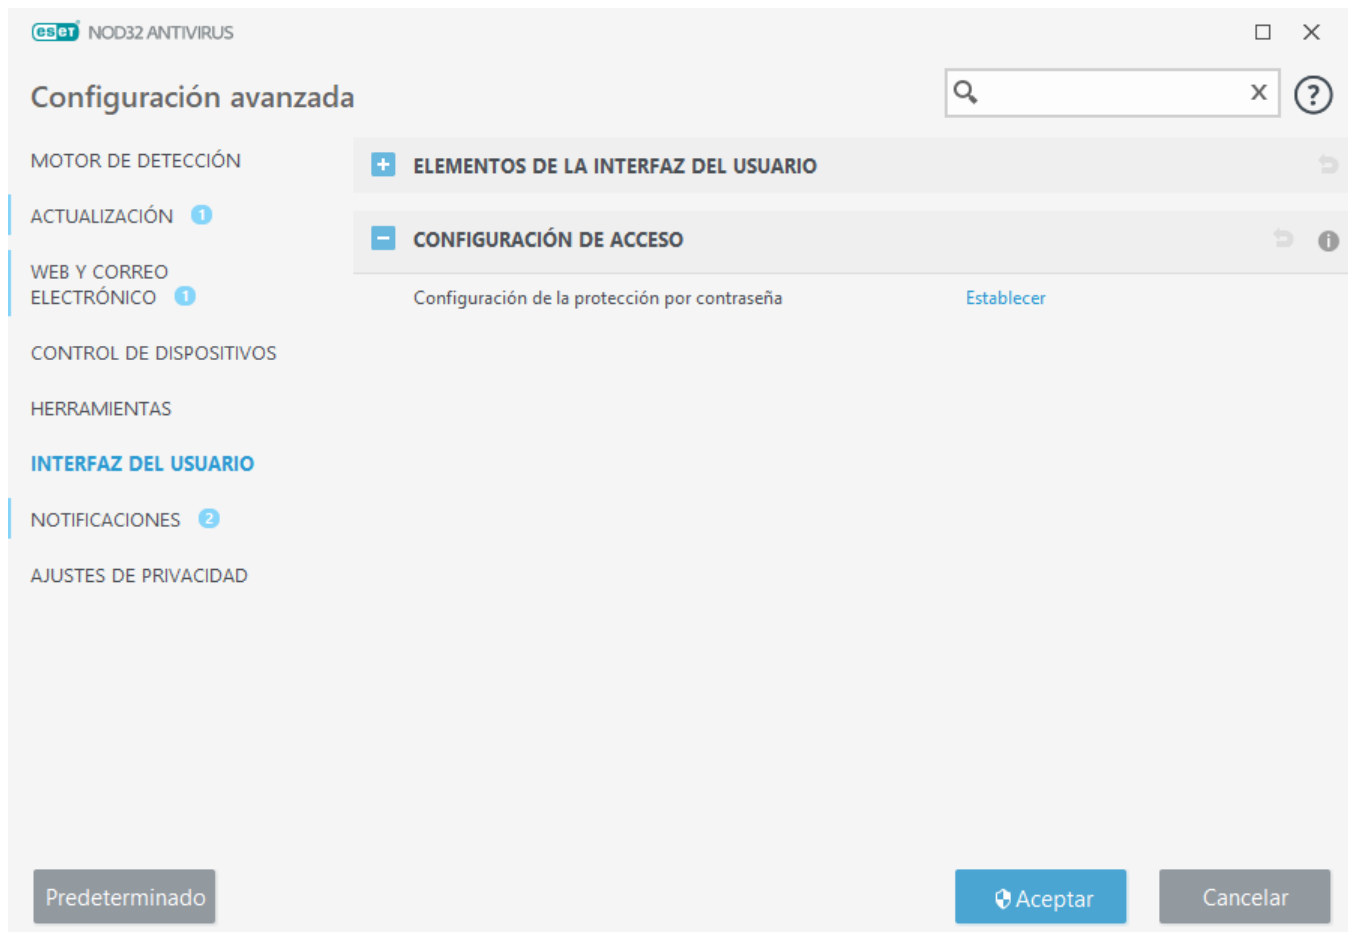 eset NOD32 ANTIVIRUS
Configuración avanzada
x
?
MOTOR DE DETECCIÓN
ACTUALIZACIÓN 1
WEB Y CORREO
ELECTRÓNICO 1
CONTROL DE DISPOSITIVOS
HERRAMIENTAS
INTERFAZ DEL USUARIO
NOTIFICACIONES 2
AJUSTES DE PRIVACIDAD
ELEMENTOS DE LA INTERFAZ DEL USUARIO
CONFIGURACIÓN DE ACCESO
Configuración de la protección por contraseña
Establecer
Predeterminado
Aceptar
Cancelar